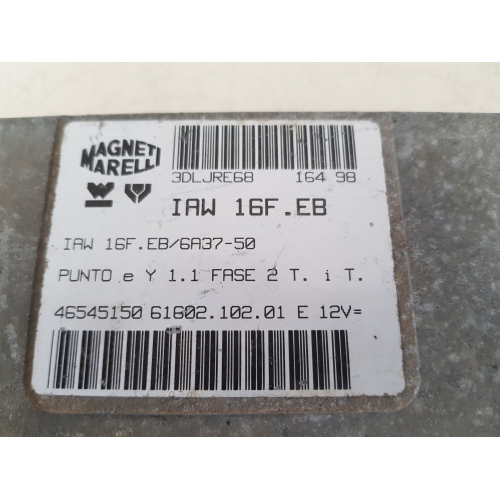 MAGNETI
MARELLI
3DLJRE68 164 98
IAW 16F.EB
IAW 16F.EB/6A37-50
PUNTO e Y 1.1 FASE 2 T. i T.
46545150 61602.102.01 E 12V=